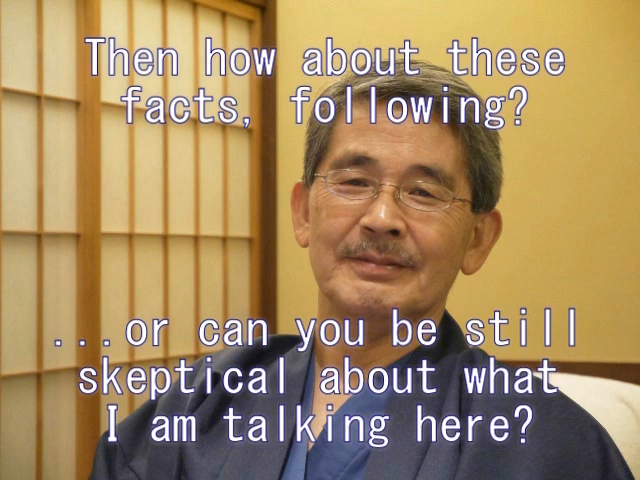 Then how about these
facts, following?
...or can you be still
skeptical about what
I am talking here?